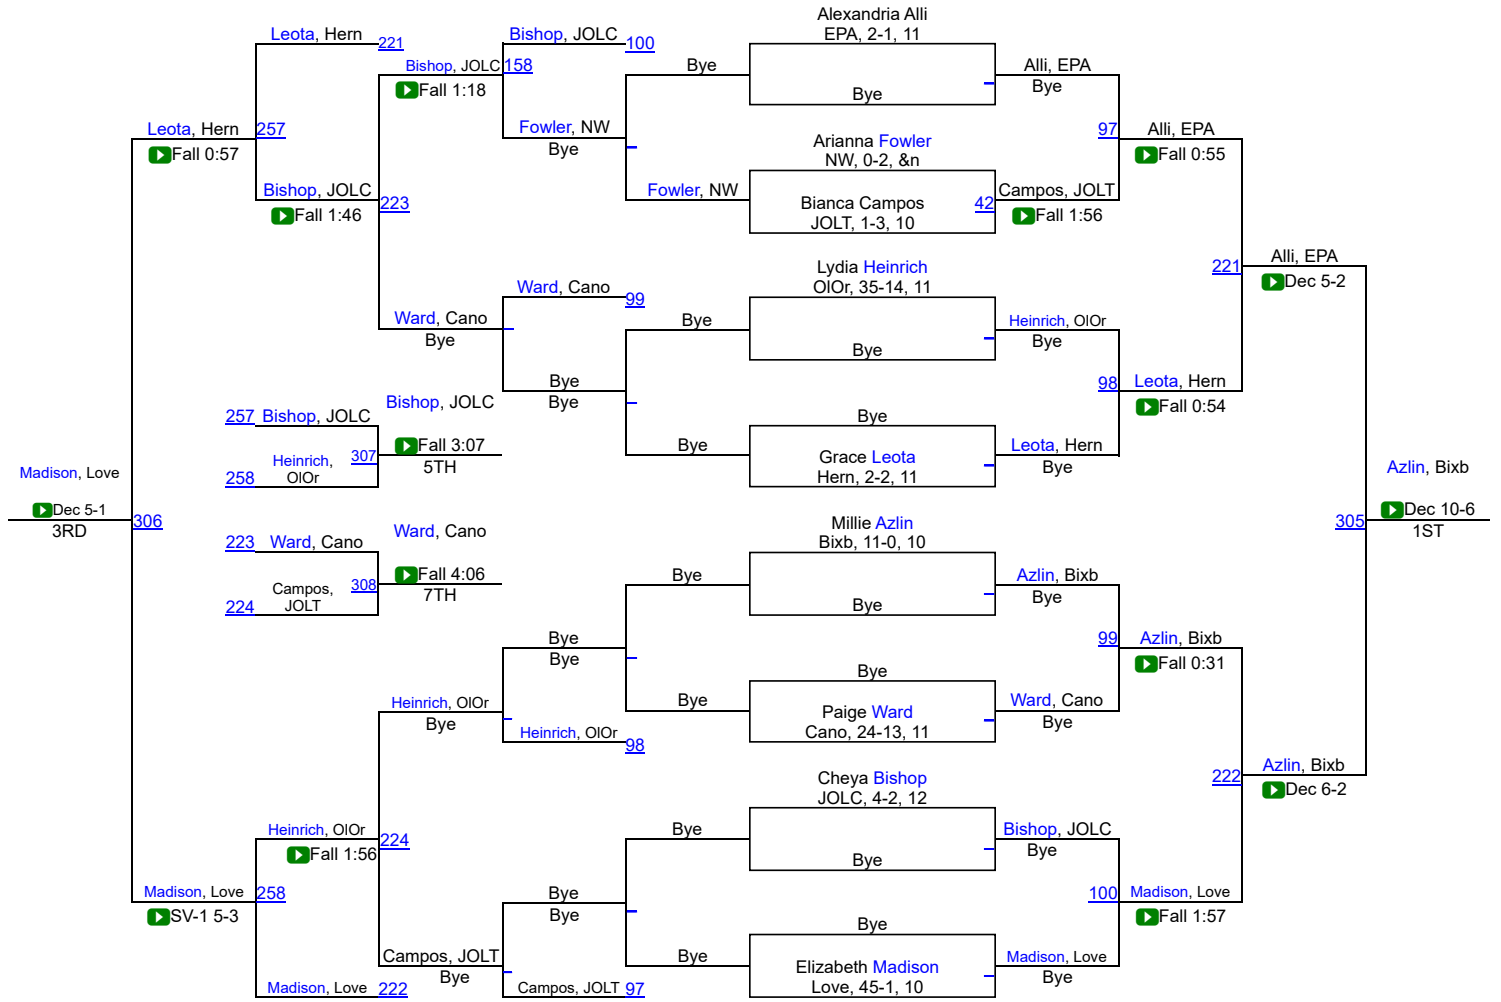 Alexandria Alli
EPA, 2-1, 11
Leota, Hern
221
Bishop, JOLC
100
Bishop, JOLC
158
Fall 1:18
Bye
Bye
Alli, EPA
Bye
Leota, Hern
257
Fall 0:57
Fowler, NW
Bye
Arianna Fowler
NW, 0-2, &n
97
Alli, EPA
Fall 0:55
Bishop, JOLC
223
Fall 1:46
Fowler, NW
Bianca Campos
JOLT, 1-3, 10
42
Campos, JOLT
Fall 1:56
Lydia Heinrich
OlOr, 35-14, 11
221
Alli, EPA
Dec 5-2
Ward, Cano
99
Ward, Cano
Bye
Bye
Bye
Heinrich, OlOr
Bye
Bye
Bye
98
Leota, Hern
Fall 0:54
257
Bishop, JOLC
Bishop, JOLC
Bye
307
Fall 3:07
5TH
Heinrich,
OlOr
258
Bye
Grace Leota
Hern, 2-2, 11
Leota, Hern
Bye
Madison, Love
Dec 5-1
3RD
306
Azlin, Bixb
305
Dec 10-6
1ST
223
Ward, Cano
Ward, Cano
Millie Azlin
Bixb, 11-0, 10
308
Fall 4:06
7TH
Campos,
JOLT
224
Bye
Bye
Azlin, Bixb
Bye
Bye
Bye
99
Azlin, Bixb
Fall 0:31
Bye
Heinrich, OlOr
Bye
Heinrich, OlOr
98
Bye
Paige Ward
Cano, 24-13, 11
Ward, Cano
Bye
222
Azlin, Bixb
Dec 6-2
Cheya Bishop
JOLC, 4-2, 12
Heinrich, OlOr
224
Fall 1:56
Bye
Bye
Bishop, JOLC
Bye
Madison, Love
258
SV-1 5-3
Bye
Bye
100
Madison, Love
Fall 1:57
Bye
Campos, JOLT
Bye
Bye
Elizabeth Madison
Love, 45-1, 10
Madison, Love
Bye
Madison, Love
222
Campos, JOLT
97